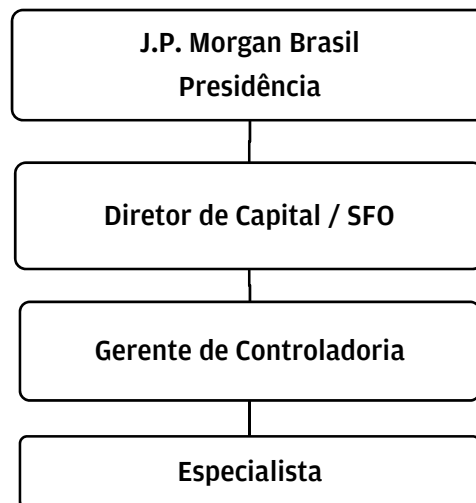 J.P. Morgan Brasil
Presidência
Diretor de Capital / SFO
Gerente de Controladoria
Especialista